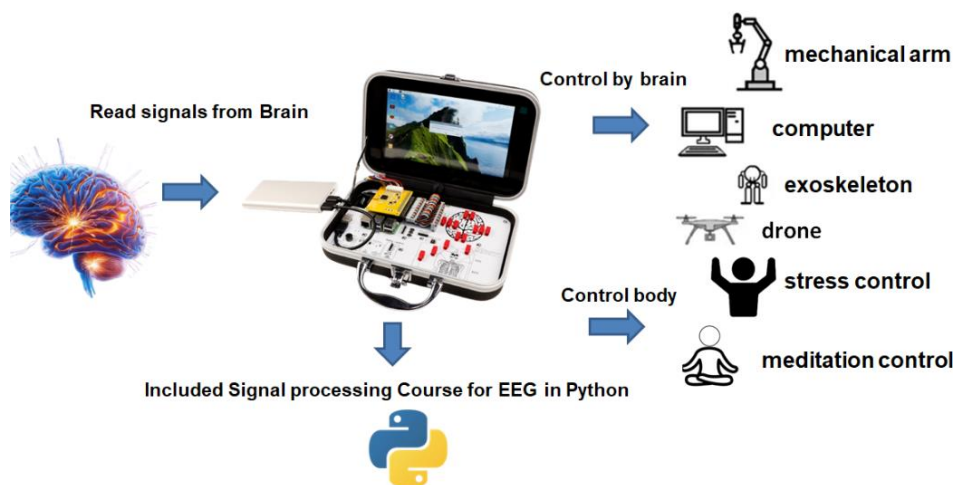 Read signals from Brain
Control by brain
mechanical arm
computer
exoskeleton
drone
Control body
stress control
meditation control
Included Signal processing Course for EEG in Python